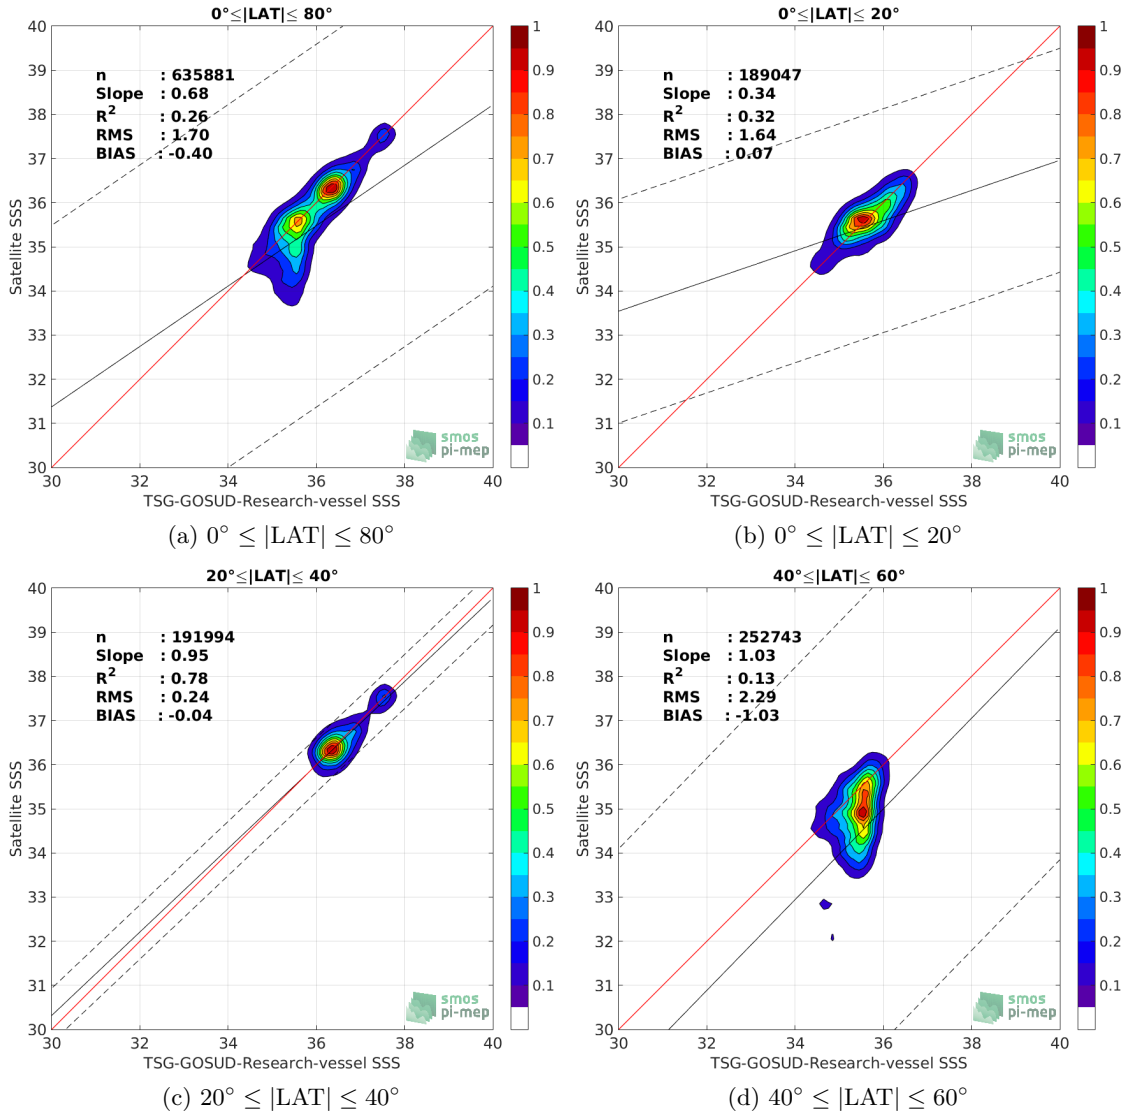 0°≤|LAT|≤ 80°
n : 635881
Slope : 0.68
R² : 0.26
RMS : 1.70
BIAS : -0.40
Satellite SSS
40
39
38
37
36
35
34
33
32
31
30
30 32 34 36 38 40
TSG-GOSUD-Research-vessel SSS
1
0.9
0.8
0.7
0.6
0.5
0.4
0.3
0.2
0.1
smos
pi-mep
(a) 0° ≤ |LAT| ≤ 80°
0°≤|LAT|≤ 20°
n : 189047
Slope : 0.34
R² : 0.32
RMS : 1.64
BIAS : 0.07
Satellite SSS
40
39
38
37
36
35
34
33
32
31
30
30 32 34 36 38 40
TSG-GOSUD-Research-vessel SSS
1
0.9
0.8
0.7
0.6
0.5
0.4
0.3
0.2
0.1
smos
pi-mep
(b) 0° ≤ |LAT| ≤ 20°
20°≤|LAT|≤ 40°
n : 191994
Slope : 0.95
R² : 0.78
RMS : 0.24
BIAS : -0.04
Satellite SSS
40
39
38
37
36
35
34
33
32
31
30
30 32 34 36 38 40
TSG-GOSUD-Research-vessel SSS
1
0.9
0.8
0.7
0.6
0.5
0.4
0.3
0.2
0.1
smos
pi-mep
(c) 20° ≤ |LAT| ≤ 40°
40°≤|LAT|≤ 60°
n : 252743
Slope : 1.03
R² : 0.13
RMS : 2.29
BIAS : -1.03
Satellite SSS
40
39
38
37
36
35
34
33
32
31
30
30 32 34 36 38 40
TSG-GOSUD-Research-vessel SSS
1
0.9
0.8
0.7
0.6
0.5
0.4
0.3
0.2
0.1
smos
pi-mep
(d) 40° ≤ |LAT| ≤ 60°